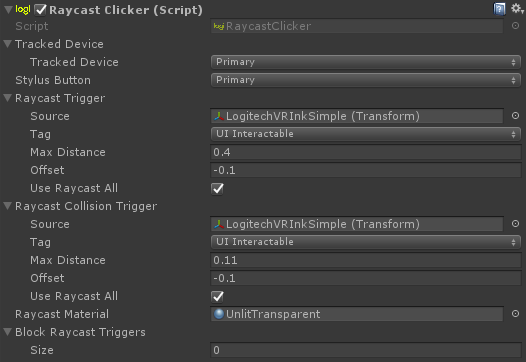 logi Raycast Clicker (Script)
Script logi RaycastClicker
Tracked Device
Tracked Device Primary
Stylus Button Primary
Raycast Trigger
Source LogitechVRInkSimple (Transform)
Tag UI Interactable
Max Distance 0.4
Offset -0.1
Use Raycast All
Raycast Collision Trigger
Source LogitechVRInkSimple (Transform)
Tag UI Interactable
Max Distance 0.11
Offset -0.1
Use Raycast All
Raycast Material UnlitTransparent
Block Raycast Triggers
Size 0